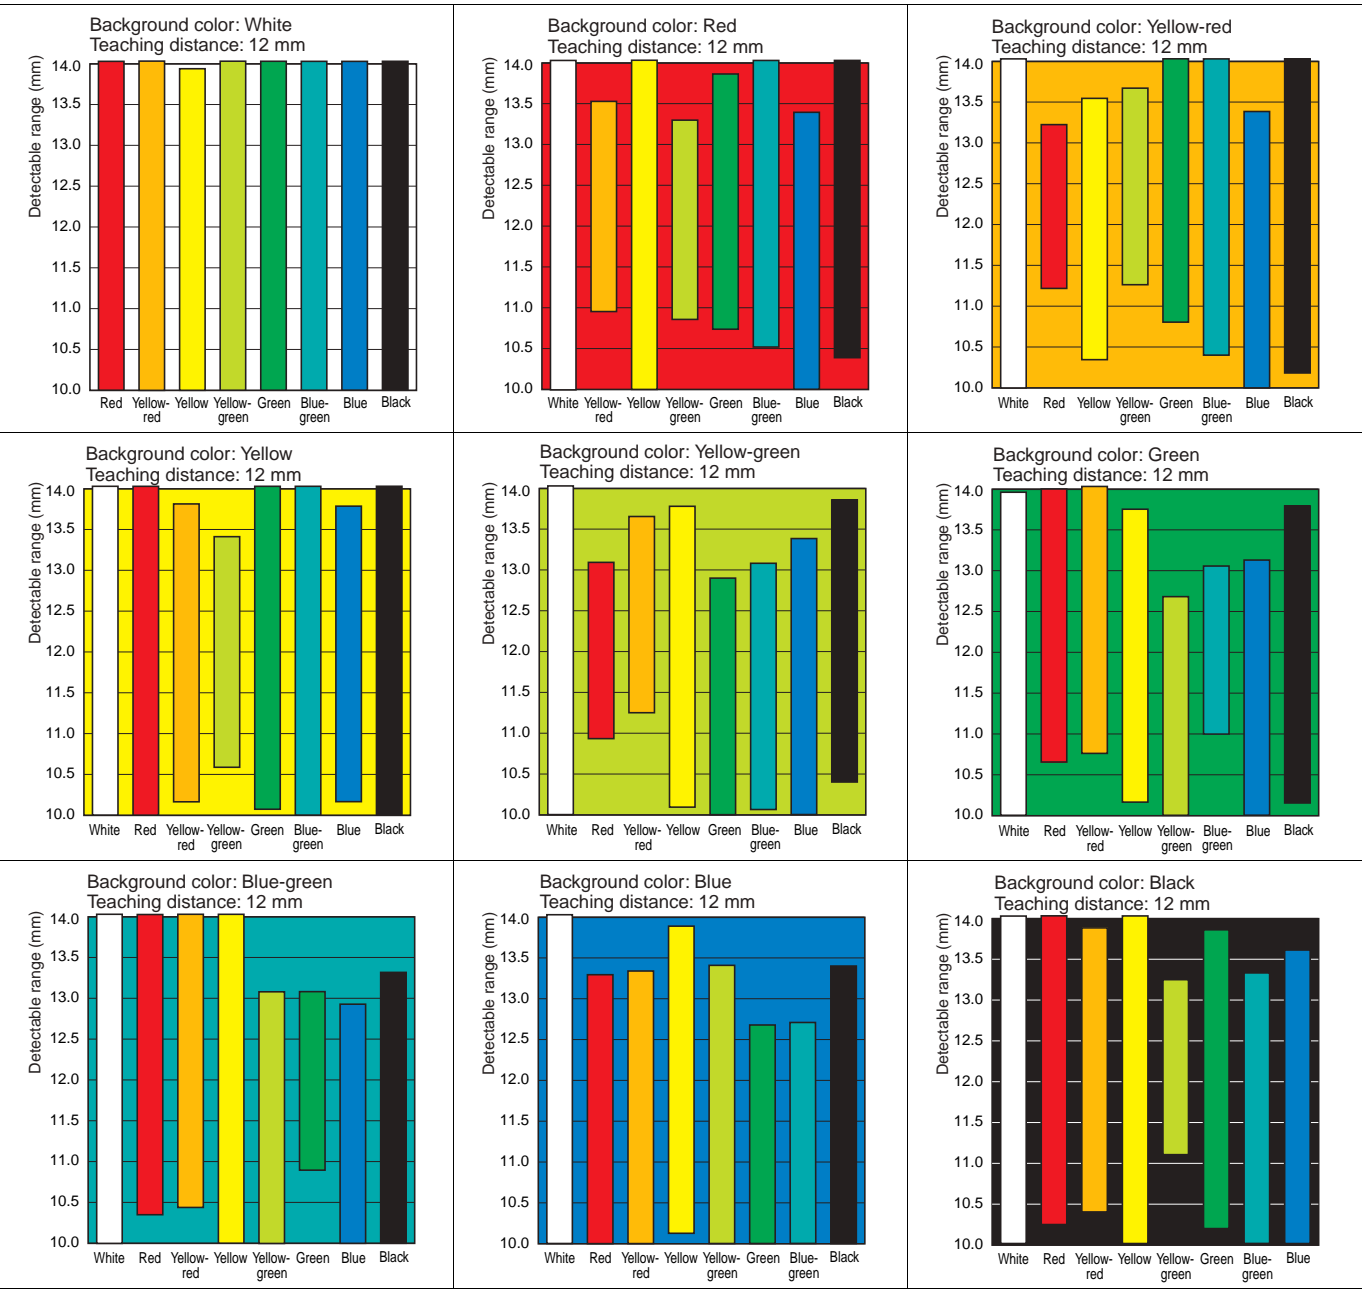 Background color: White
Teaching distance: 12 mm
Detectable range (mm)
14.0
13.5
13.0
12.5
12.0
11.5
11.0
10.5
10.0
Red Yellow- Yellow Yellow- Green Blue- Blue Black
red green green
Background color: Red
Teaching distance: 12 mm
Detectable range (mm)
14.0
13.5
13.0
12.5
12.0
11.5
11.0
10.5
10.0
White Yellow- Yellow Yellow- Green Blue- Blue Black
red green green
Background color: Yellow-red
Teaching distance: 12 mm
Detectable range (mm)
14.0
13.5
13.0
12.5
12.0
11.5
11.0
10.5
10.0
White Red Yellow Yellow- Green Blue- Blue Black
green green
Background color: Yellow
Teaching distance: 12 mm
Detectable range (mm)
14.0
13.5
13.0
12.5
12.0
11.5
11.0
10.5
10.0
White Red Yellow- Yellow- Green Blue- Blue Black
red green green
Background color: Yellow-green
Teaching distance: 12 mm
Detectable range (mm)
14.0
13.5
13.0
12.5
12.0
11.5
11.0
10.5
10.0
White Red Yellow- Yellow Green Blue- Blue Black
red green
Background color: Green
Teaching distance: 12 mm
Detectable range (mm)
14.0
13.5
13.0
12.5
12.0
11.5
11.0
10.5
10.0
White Red Yellow- Yellow Yellow- Blue- Blue Black
red green green
Background color: Blue-green
Teaching distance: 12 mm
Detectable range (mm)
14.0
13.5
13.0
12.5
12.0
11.5
11.0
10.5
10.0
White Red Yellow- Yellow Yellow- Green Blue Black
red green
Background color: Blue
Teaching distance: 12 mm
Detectable range (mm)
14.0
13.5
13.0
12.5
12.0
11.5
11.0
10.5
10.0
White Red Yellow- Yellow Yellow- Green Blue- Black
red green green
Background color: Black
Teaching distance: 12 mm
Detectable range (mm)
14.0
13.5
13.0
12.5
12.0
11.5
11.0
10.5
10.0
White Red Yellow- Yellow Yellow- Green Blue- Blue
red green green